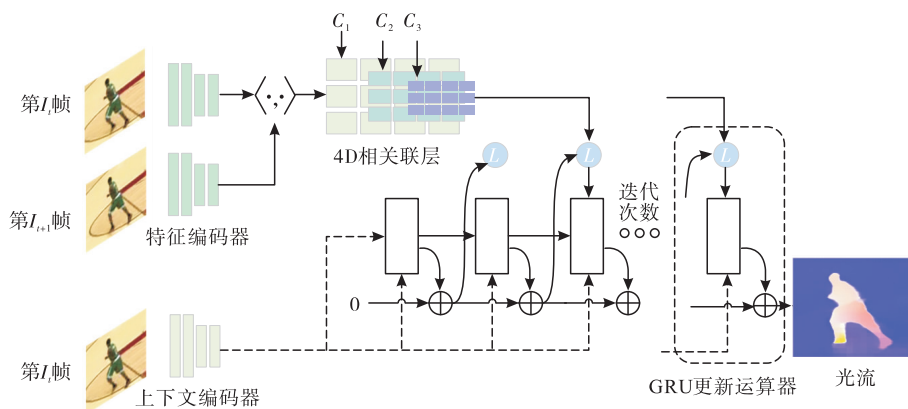 C₁
C₂
C₃
第Iₜ帧
⟨·,·⟩
4D相关联层
L
L
L
第Iₜ₊₁帧
特征编码器
迭代
次数
0
第Iₜ帧
上下文编码器
GRU更新运算器
光流